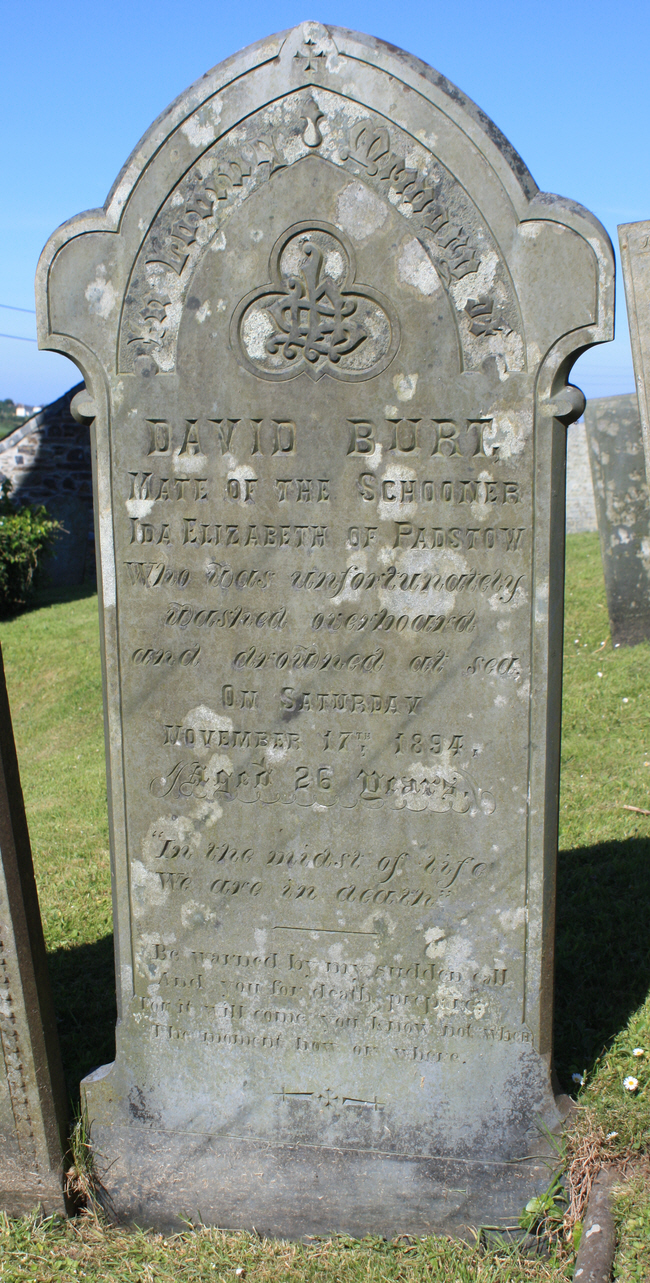 In Loving Memory of
DAVID BURT,
MATE OF THE SCHOONER
IDA ELIZABETH OF PADSTOW
Who was unfortunately
washed overboard
and drowned at sea,
ON SATURDAY
NOVEMBER 17TH, 1894,
Aged 26 Years.
"In the midst of life
We are in death"
Be warned by my sudden call
And you for death prepare
For it will come you know not when
The moment how or where.